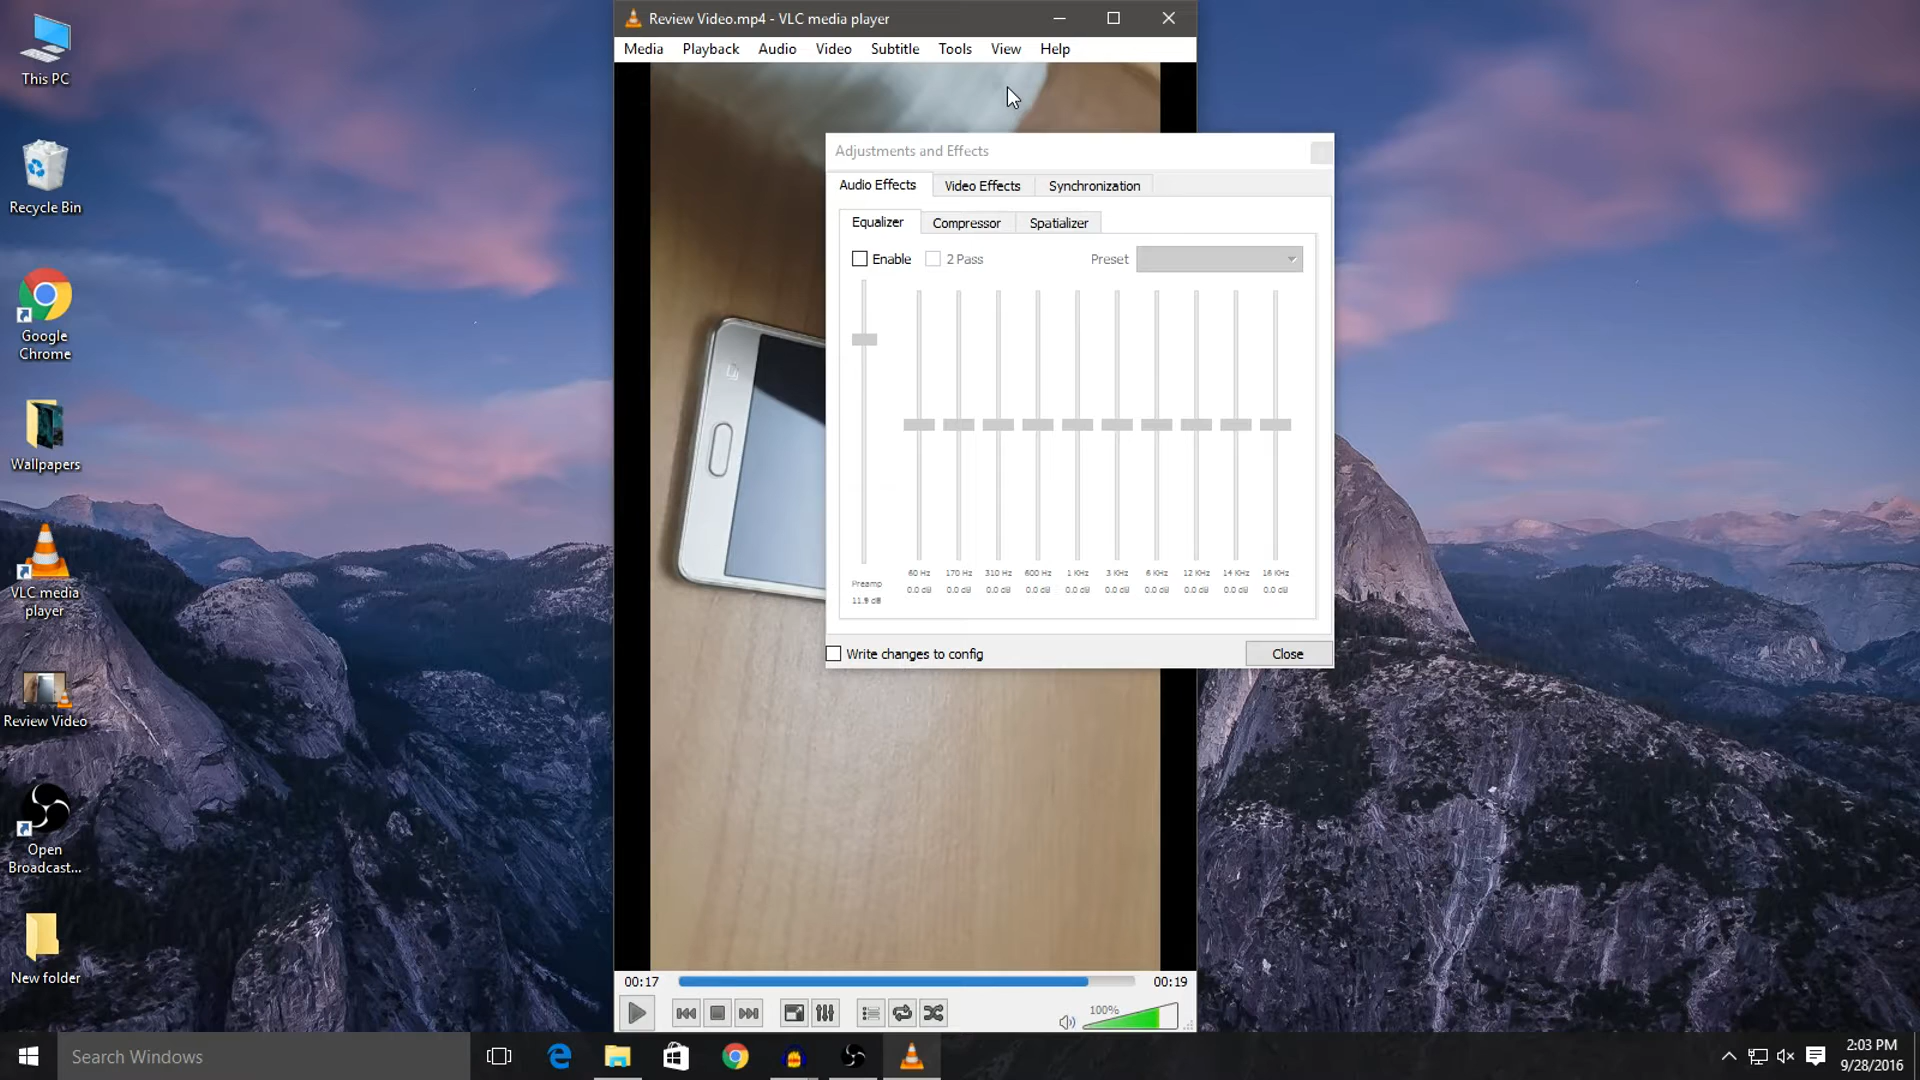 This PC
Recycle Bin
Google
Chrome
Wallpapers
VLC media
player
Review Video
Open
Broadcast...
New folder
Review Video.mp4 - VLC media player
Media Playback Audio Video Subtitle Tools View Help
Adjustments and Effects
Audio Effects Video Effects Synchronization
Equalizer Compressor Spatializer
Enable 2 Pass Preset
60 Hz 170 Hz 310 Hz 600 Hz 1 KHz 3 KHz 6 KHz 12 KHz 14 KHz 16 KHz
0.0 dB 0.0 dB 0.0 dB 0.0 dB 0.0 dB 0.0 dB 0.0 dB 0.0 dB 0.0 dB 0.0 dB
Preamp
11.9 dB
Write changes to config Close
00:17 00:19
100%
Search Windows
2:03 PM
9/28/2016